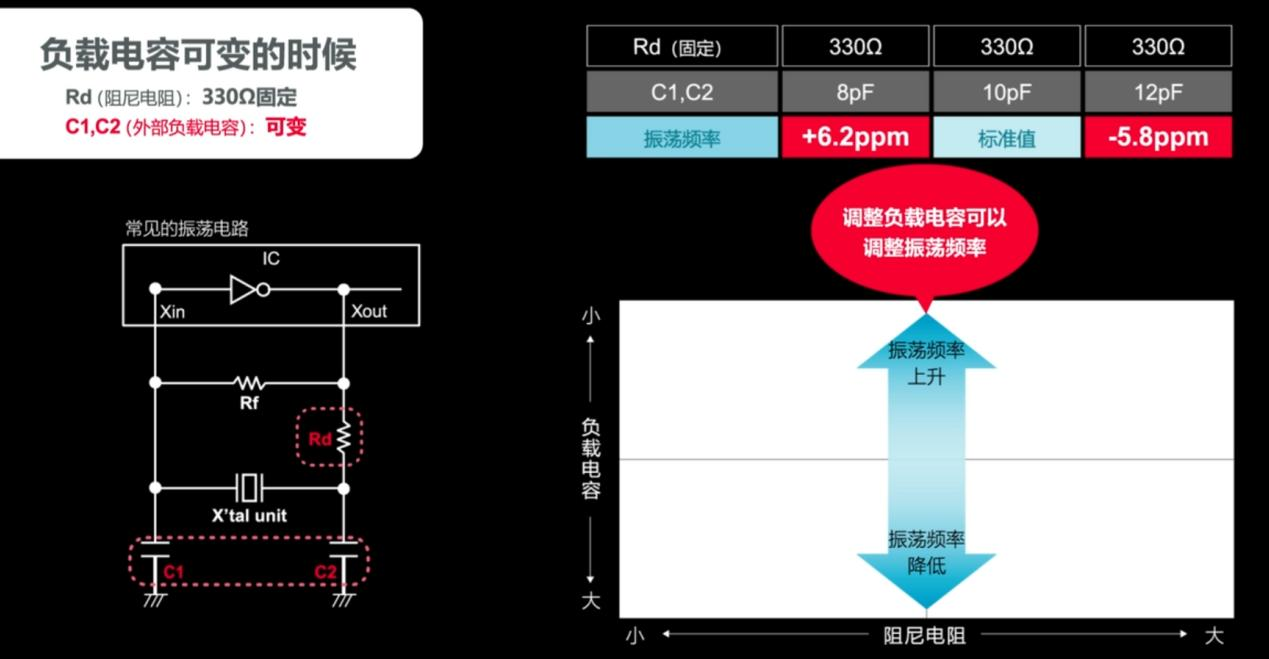 负载电容可变的时候
Rd (阻尼电阻)：330Ω固定
C1,C2 (外部负载电容)：可变
Rd (固定) 330Ω 330Ω 330Ω
C1,C2 8pF 10pF 12pF
振荡频率 +6.2ppm 标准值 -5.8ppm
调整负载电容可以
调整振荡频率
常见的振荡电路
IC
Xin
Xout
Rf
Rd
X'tal unit
C1
C2
小
负载电容
大
振荡频率
上升
振荡频率
降低
小 阻尼电阻 大